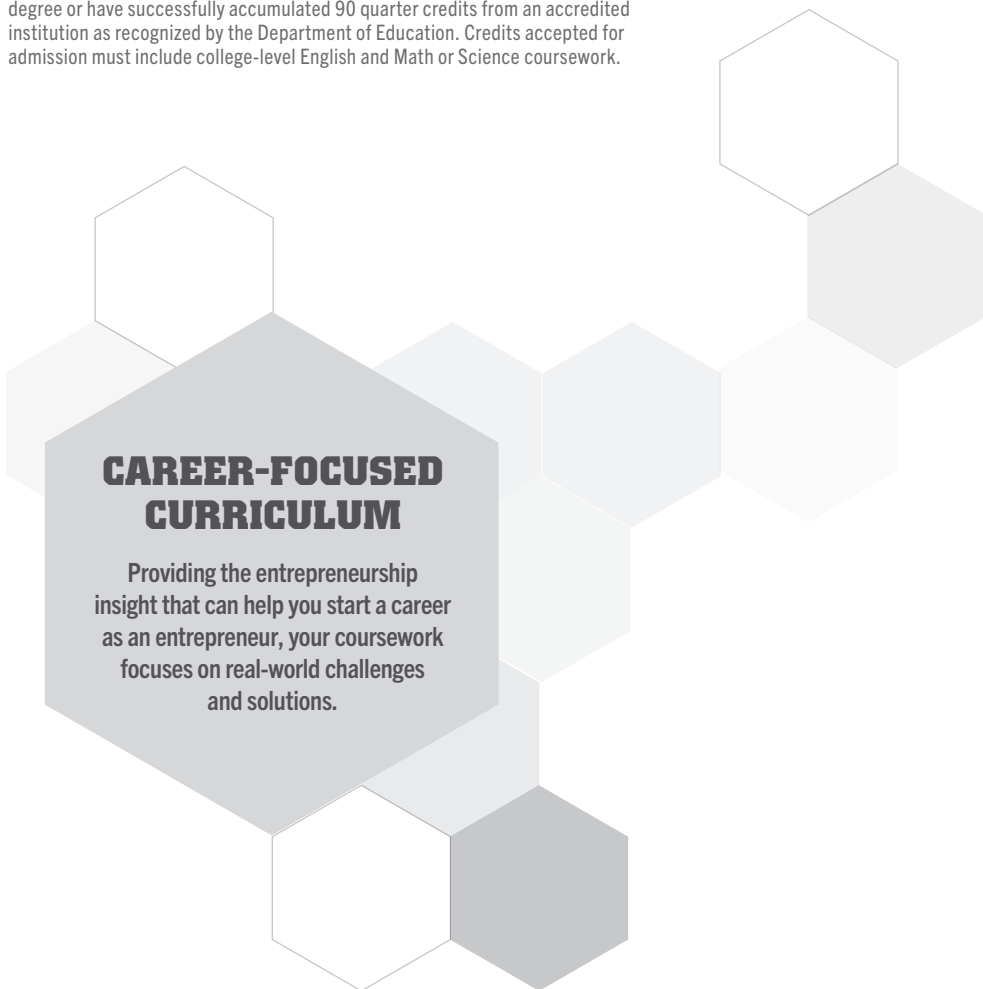 degree or have successfully accumulated 90 quarter credits from an accredited
institution as recognized by the Department of Education. Credits accepted for
admission must include college-level English and Math or Science coursework.
CAREER-FOCUSED
CURRICULUM
Providing the entrepreneurship
insight that can help you start a career
as an entrepreneur, your coursework
focuses on real-world challenges
and solutions.